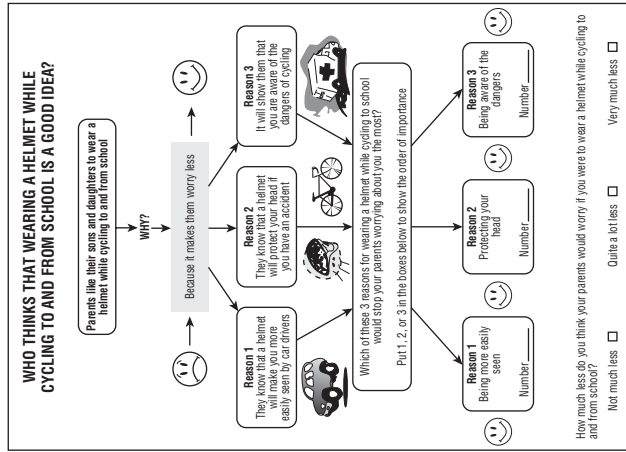 WHO THINKS THAT WEARING A HELMET WHILE
CYCLING TO AND FROM SCHOOL IS A GOOD IDEA?
Parents like their sons and daughters to wear a
helmet while cycling to and from school
WHY?
Because it makes them worry less
Reason 1
They know that a helmet
will make you more
easily seen by car drivers
Reason 2
They know that a helmet
will protect your head if
you have an accident
Reason 3
It will show them that
you are aware of the
dangers of cycling
Which of these 3 reasons for wearing a helmet while cycling to school
would stop your parents worrying about you the most?
Put 1, 2, or 3 in the boxes below to show the order of importance
Reason 1
Being more easily
seen
Number
Reason 2
Protecting your
head
Number
Reason 3
Being aware of the
dangers
Number
How much less do you think your parents would worry if you were to wear a helmet while cycling to
and from school?
Not much less
Quite a lot less
Very much less